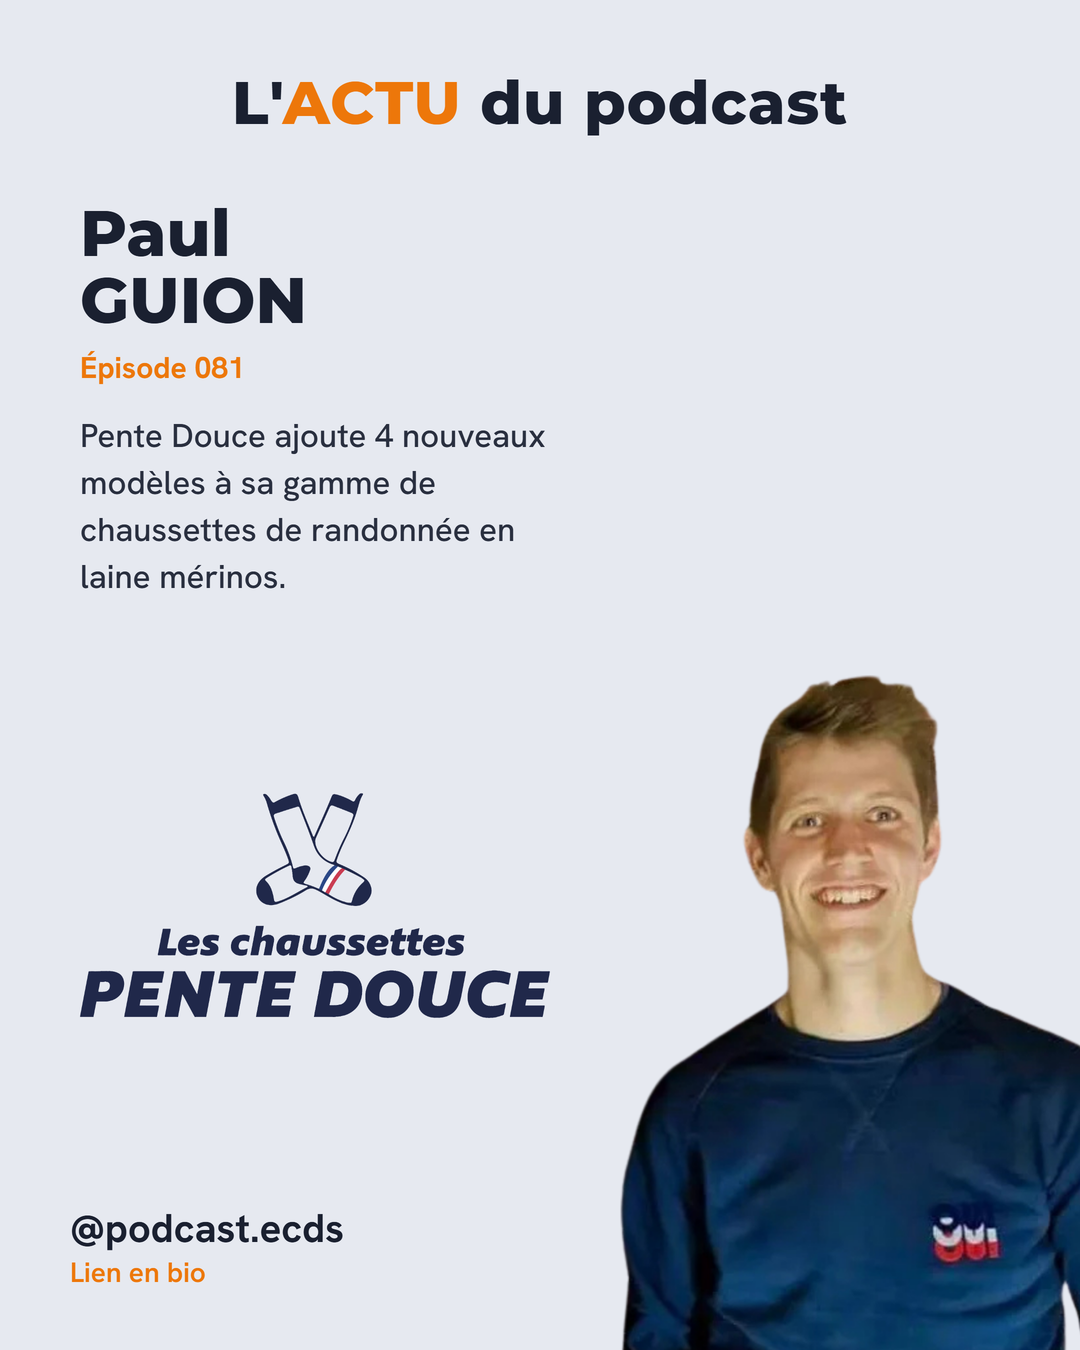 L'ACTU du podcast
Paul
GUION
Épisode 081
Pente Douce ajoute 4 nouveaux
modèles à sa gamme de
chaussettes de randonnée en
laine mérinos.
Les chaussettes
PENTE DOUCE
OUI
@podcast.ecds
Lien en bio